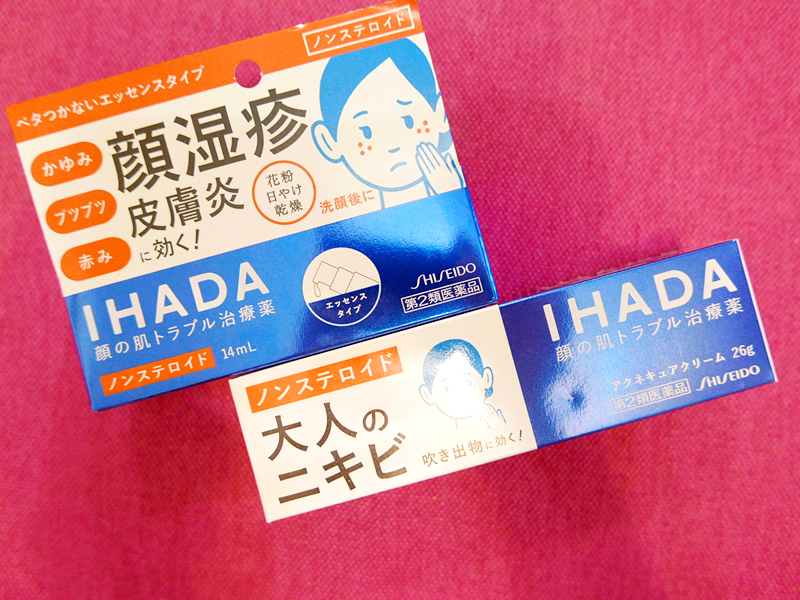 ノンステロイド
ベタつかないエッセンスタイプ
かゆみ
ブツブツ
赤み
顔湿疹
皮膚炎
に効く!
花粉
日やけ
乾燥
洗顔後に
IHADA
顔の肌トラブル治療薬
ノンステロイド 14mL
エッセンス
タイプ
SHISEIDO
第2類医薬品
ノンステロイド
大人の
ニキビ
吹き出物に効く!
IHADA
顔の肌トラブル治療薬
アクネキュアクリーム 26g
第2類医薬品 SHISEIDO